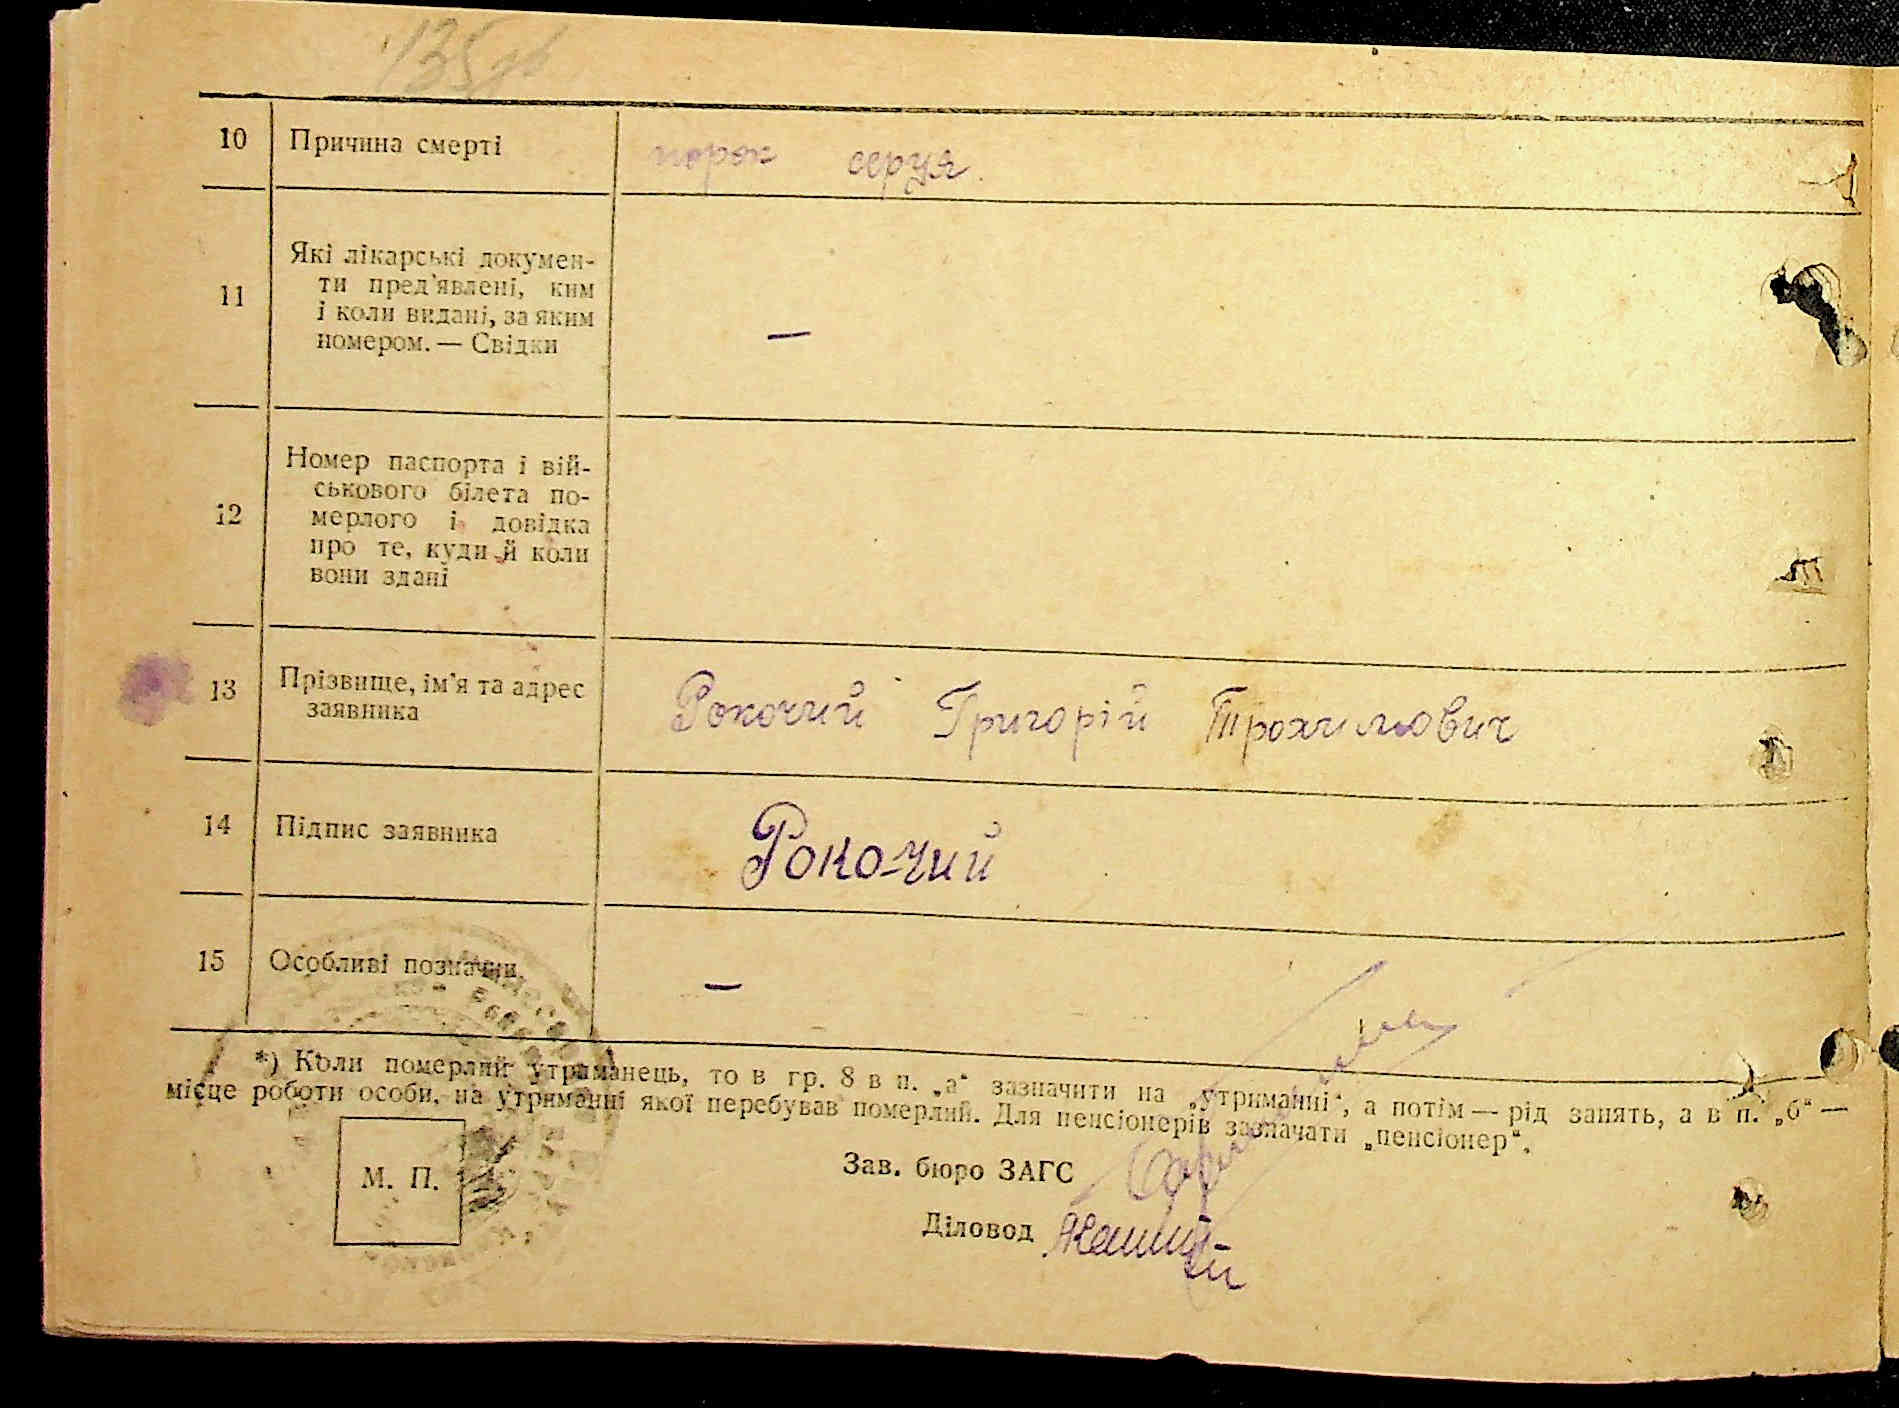 135зв
10 Причина смерті порок серця.
11 Які лікарські докумен-
ти пред'явлені, ким
і коли видані, за яким
номером. — Свідки —
12 Номер паспорта і вій-
ськового білета по-
мерлого і довідка
про те, куди й коли
вони здані
13 Прізвище, ім'я та адрес
заявника Рокочий Григорій Трохимович
14 Підпис заявника Рокочий
15 Особливі позначки —
*) Коли померлий утриманець, то в гр. 8 в п. „а“ зазначити на „утриманні“, а потім — рід занять, а в п. „б“ —
місце роботи особи, на утриманні якої перебував померлий. Для пенсіонерів зазначати „пенсіонер“.
М. П.
Зав. бюро ЗАГС
Діловод